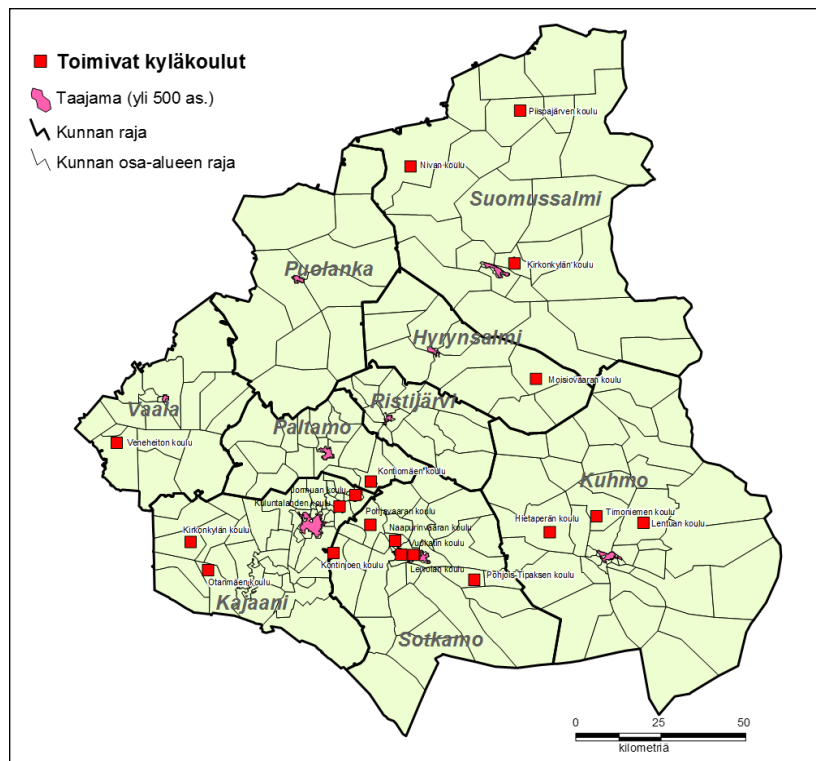 Toimivat kyläkoulut
Taajama (yli 500 as.)
Kunnan raja
Kunnan osa-alueen raja
Piispajärven koulu
Nivan koulu
Suomussalmi
Kirkonkylän koulu
Puolanka
Hyrynsalmi
Moisiovaaran koulu
Ristijärvi
Vaala
Paltamo
Veneheiton koulu
Kontiomäen koulu
Kuhmo
Kuluntalahden koulu
Pohjavaaran koulu
Timoniemen koulu
Hietaperän koulu
Lentuan koulu
Kirkonkylän koulu
Naapurinvaaran koulu
Vuokatin koulu
Kontinjoen koulu
Leivolan koulu
Otanmäen koulu
Pohjois-Tipaksen koulu
Kajaani
Sotkamo
0 25 50
kilometriä